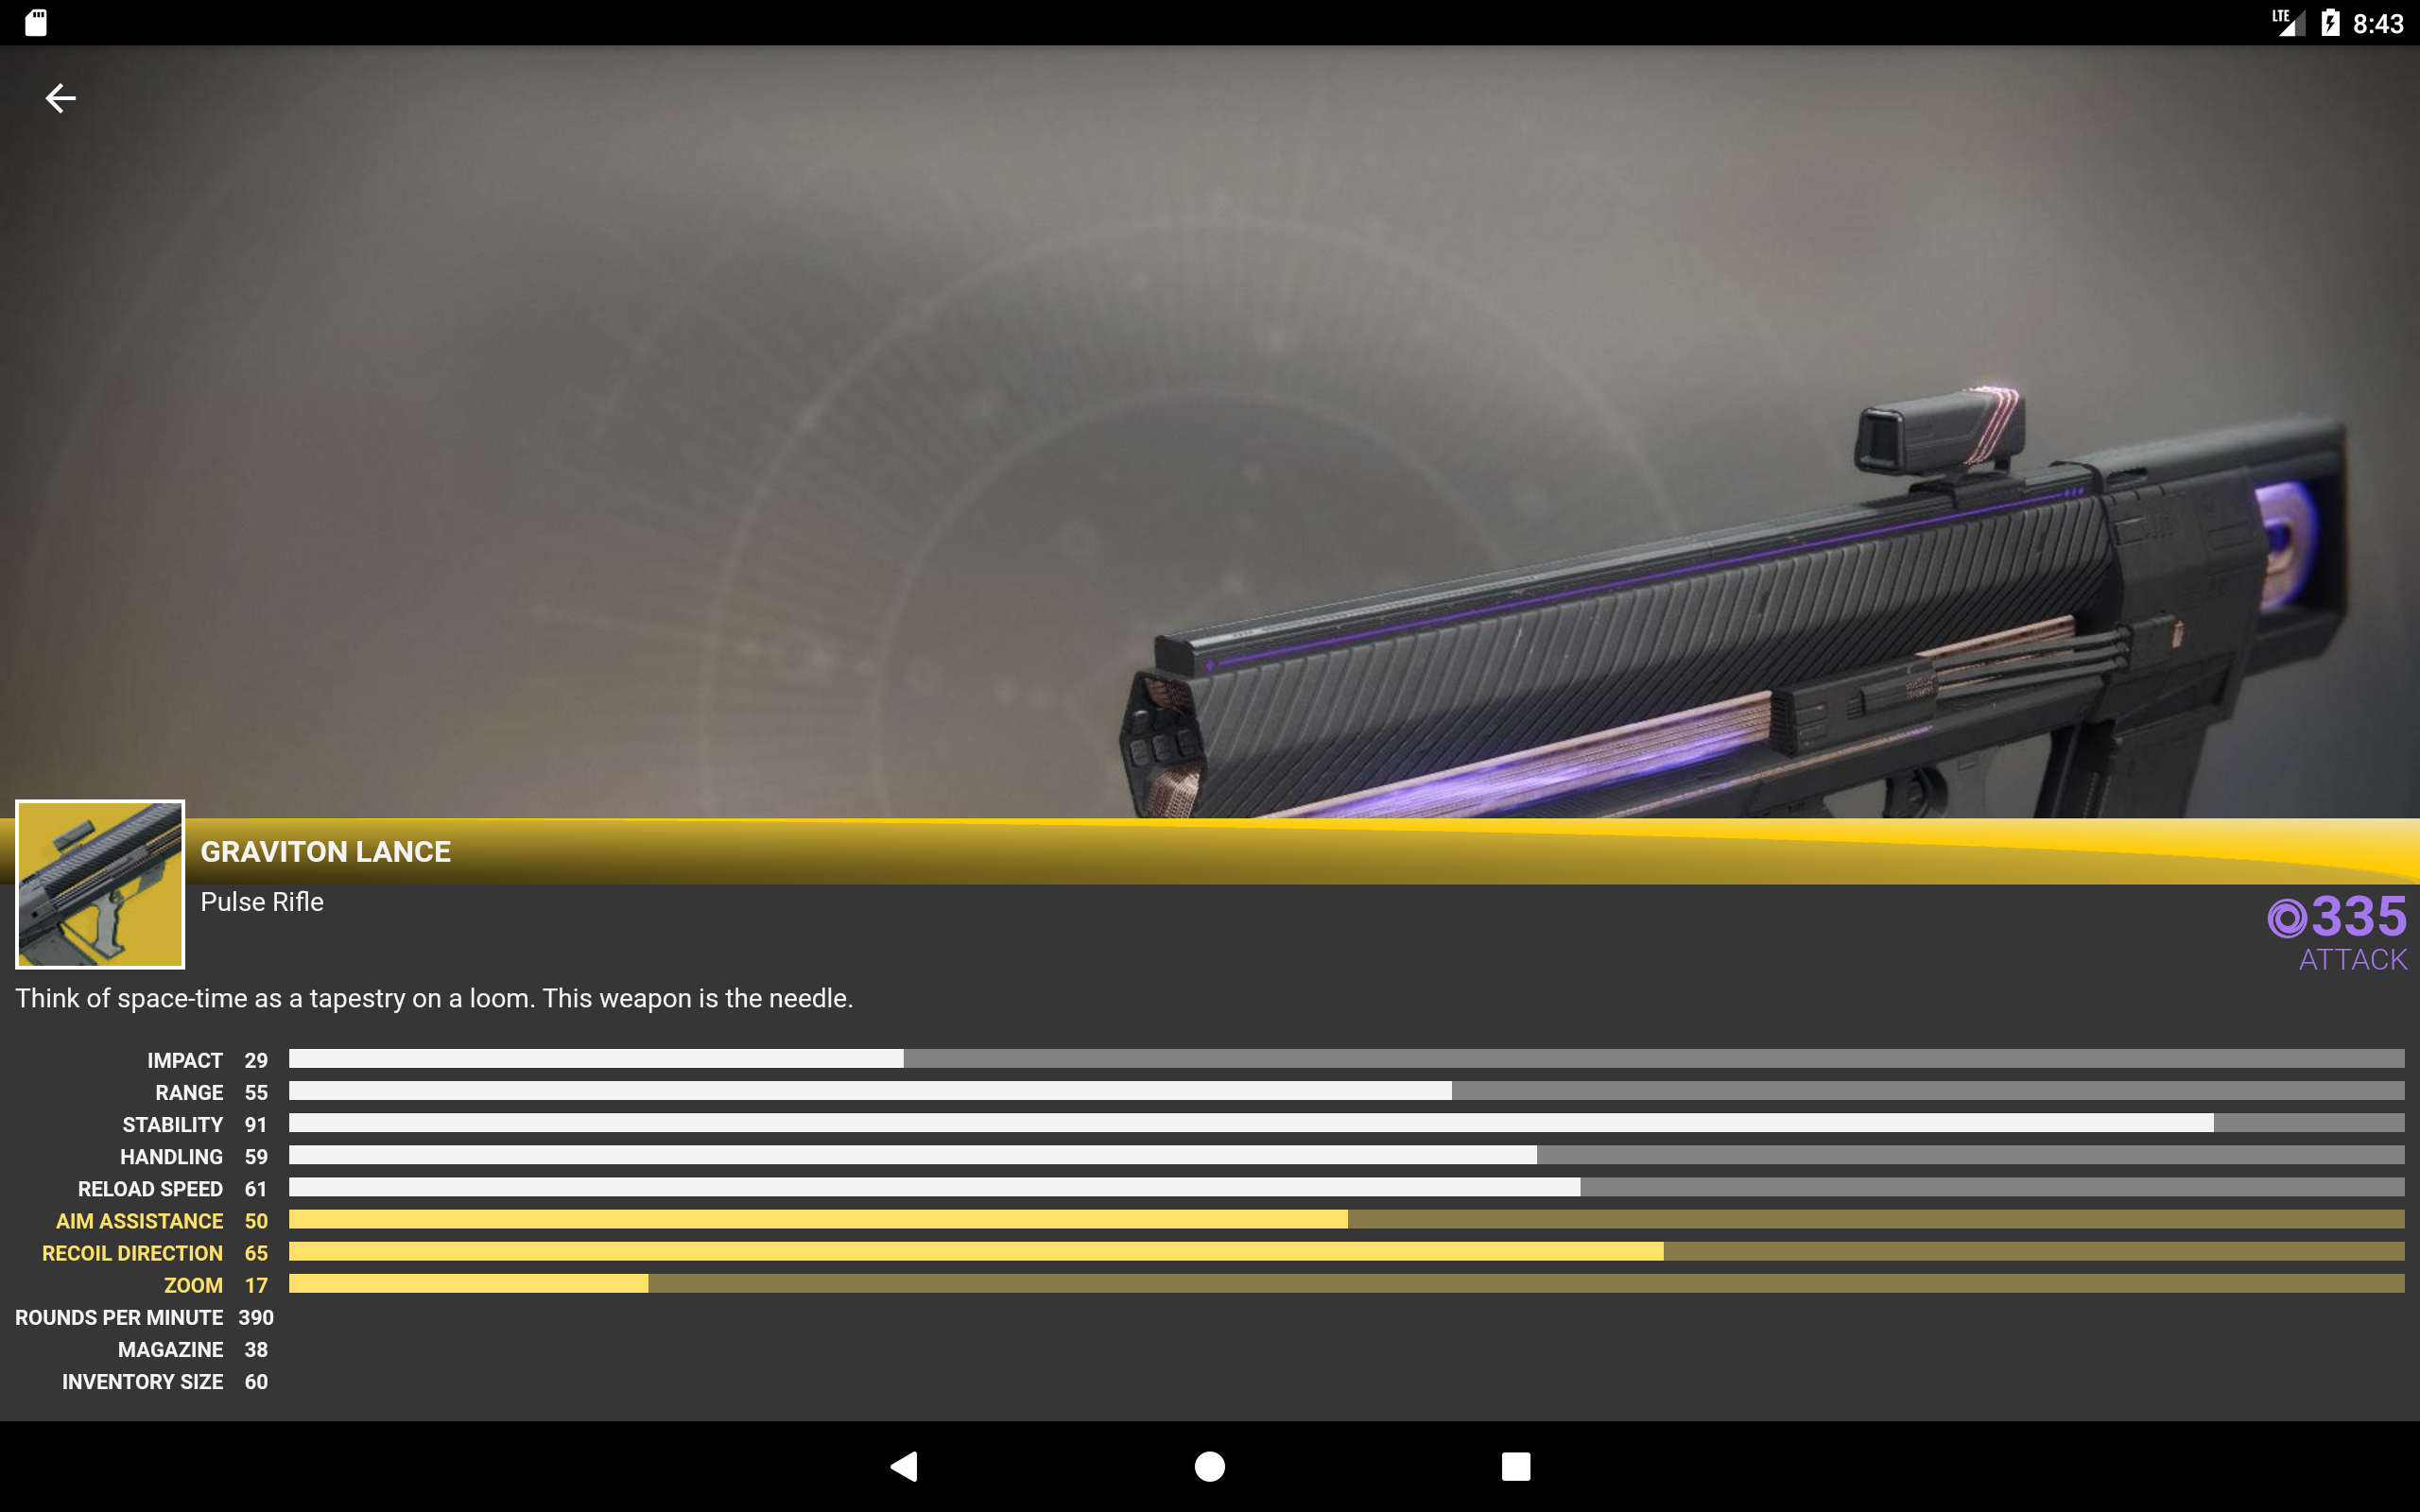 LTE 8:43
GRAVITON LANCE
Pulse Rifle
335
ATTACK
Think of space-time as a tapestry on a loom. This weapon is the needle.
IMPACT 29
RANGE 55
STABILITY 91
HANDLING 59
RELOAD SPEED 61
AIM ASSISTANCE 50
RECOIL DIRECTION 65
ZOOM 17
ROUNDS PER MINUTE 390
MAGAZINE 38
INVENTORY SIZE 60